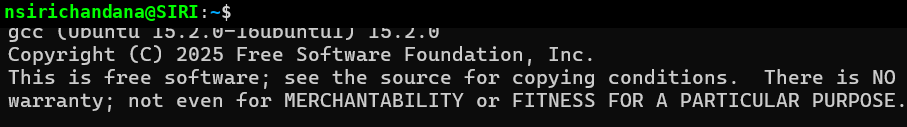 nsirichandana@SIRI:~$
gcc (Ubuntu 15.2.0-16ubuntu1) 15.2.0
Copyright (C) 2025 Free Software Foundation, Inc.
This is free software; see the source for copying conditions.  There is NO
warranty; not even for MERCHANTABILITY or FITNESS FOR A PARTICULAR PURPOSE.